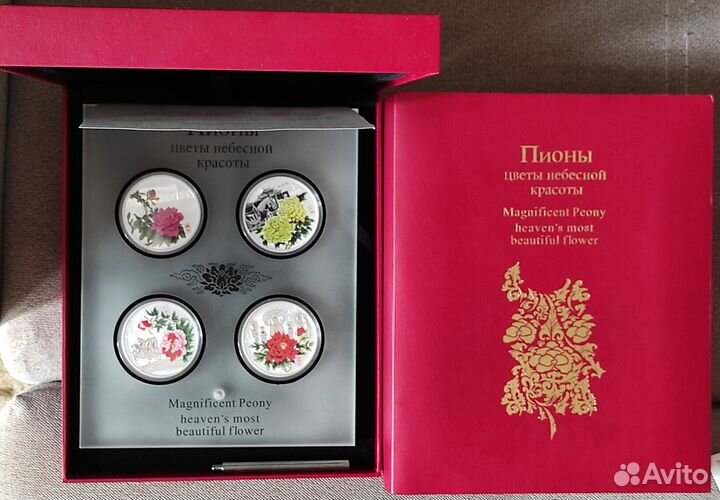 Пионы
цветы небесной
красоты
Magnificent Peony
heaven's most
beautiful flower
Пионы
цветы небесной
красоты
Magnificent Peony
heaven's most
beautiful flower
Avito